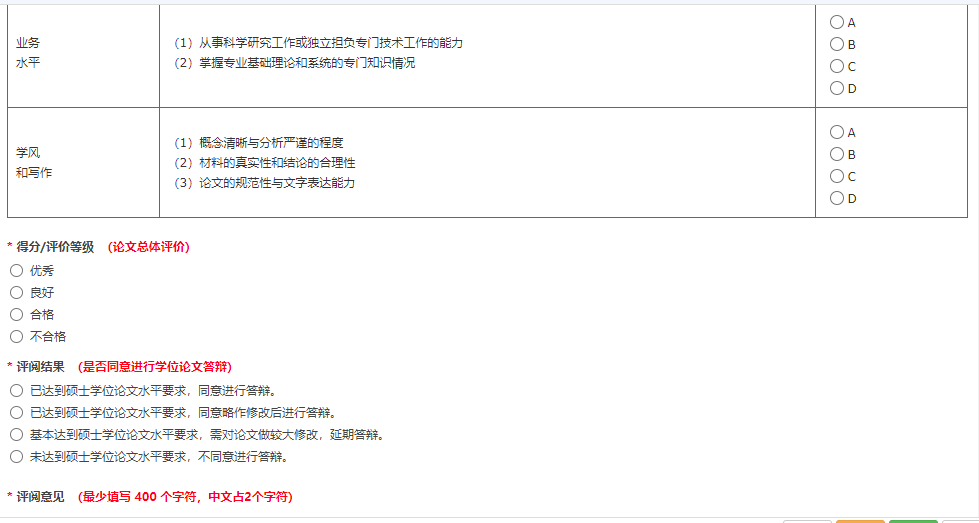 业务
水平
（1）从事科学研究工作或独立担负专门技术工作的能力
（2）掌握专业基础理论和系统的专门知识情况
A
B
C
D
学风
和写作
（1）概念清晰与分析严谨的程度
（2）材料的真实性和结论的合理性
（3）论文的规范性与文字表达能力
A
B
C
D
* 得分/评价等级 (论文总体评价)
优秀
良好
合格
不合格
* 评阅结果 (是否同意进行学位论文答辩)
已达到硕士学位论文水平要求，同意进行答辩。
已达到硕士学位论文水平要求，同意略作修改后进行答辩。
基本达到硕士学位论文水平要求，需对论文做较大修改，延期答辩。
未达到硕士学位论文水平要求，不同意进行答辩。
* 评阅意见 (最少填写 400 个字符，中文占2个字符)